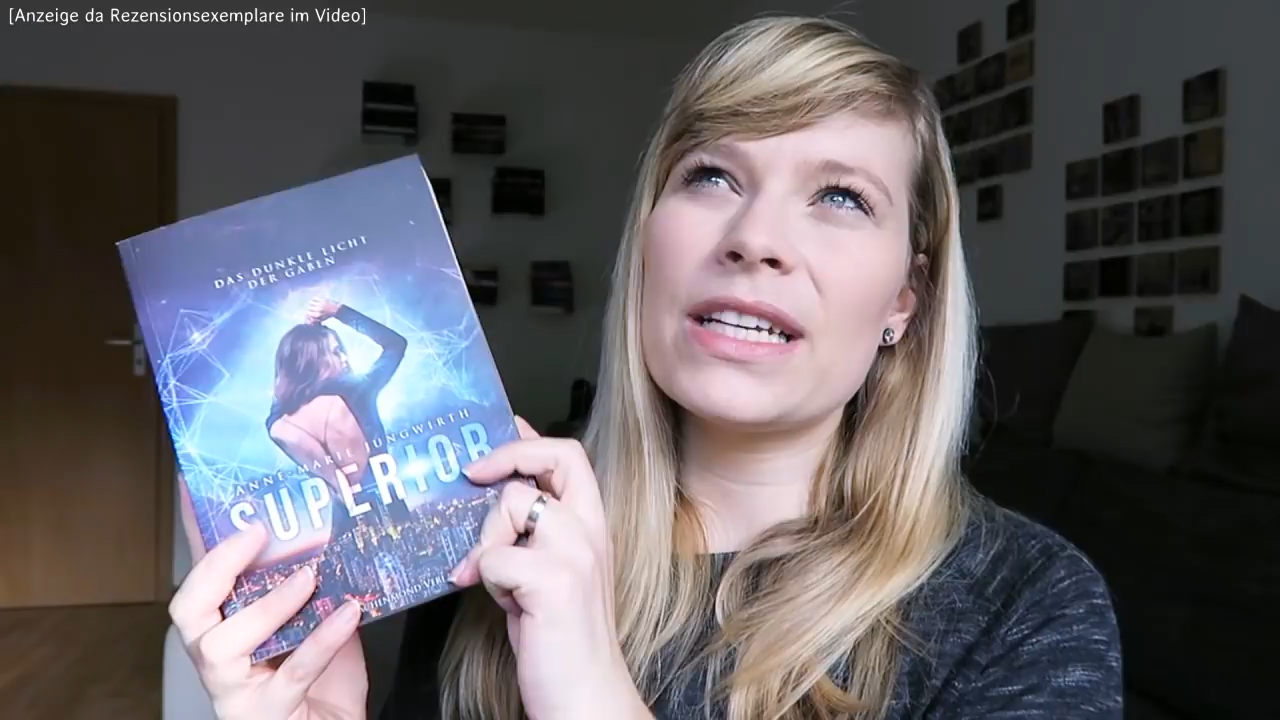 [Anzeige da Rezensionsexemplare im Video]
DAS DUNKLE LICHT
DER GABEN
ANNE-MARIE JUNGWIRTH
SUPERIOR